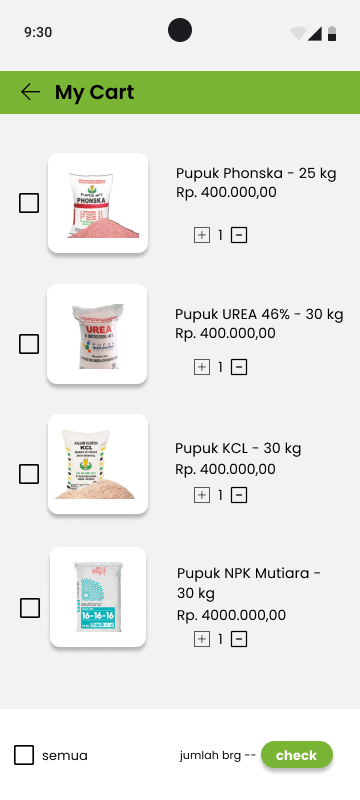 9:30
My Cart
PHONSKA
Pupuk Phonska - 25 kg
Rp. 400.000,00
1
UREA
Pupuk UREA 46% - 30 kg
Rp. 400.000,00
1
KCL
Pupuk KCL - 30 kg
Rp. 400.000,00
1
16-16-16
Pupuk NPK Mutiara -
30 kg
Rp. 4000.000,00
1
semua
jumlah brg --
check